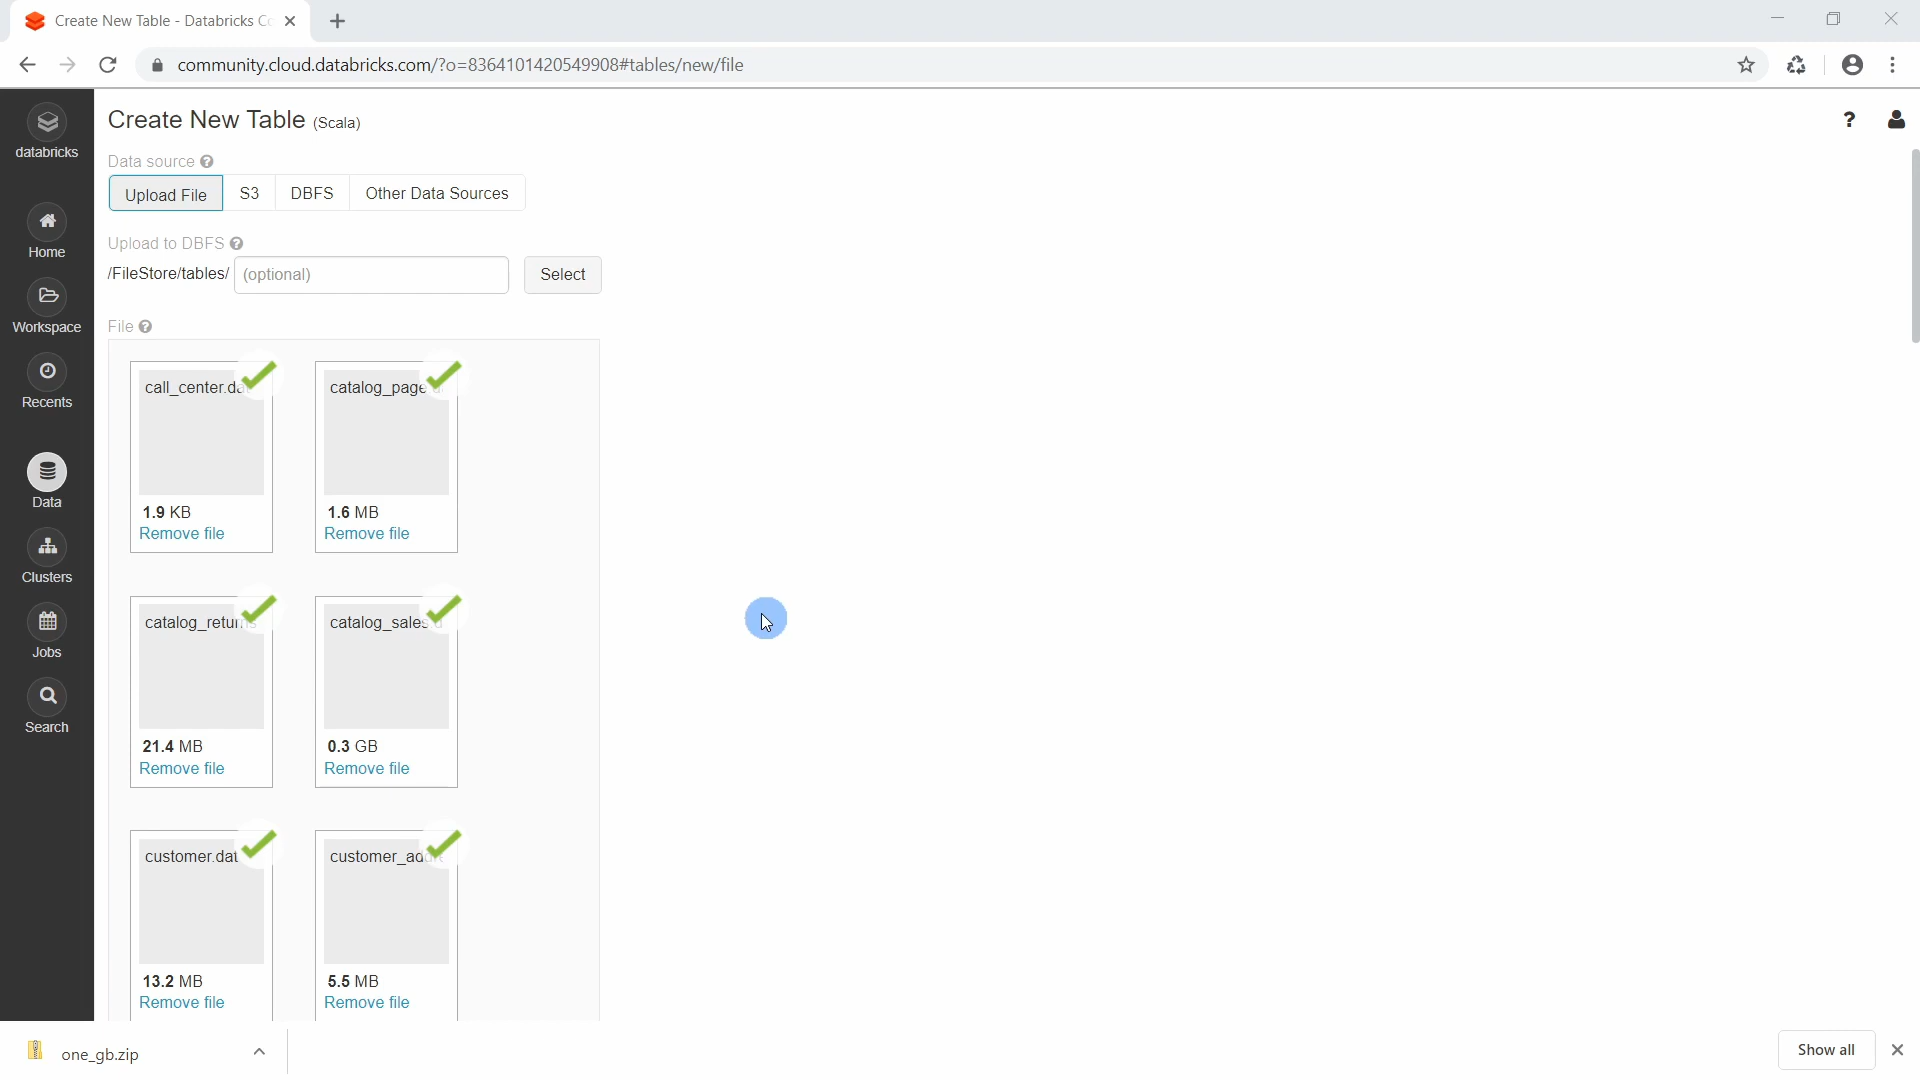 Create New Table - Databricks Co
community.cloud.databricks.com/?o=8364101420549908#tables/new/file
databricks
Home
Workspace
Recents
Data
Clusters
Jobs
Search
Create New Table (Scala)
?
Data source ?
Upload File S3 DBFS Other Data Sources
Upload to DBFS ?
/FileStore/tables/ (optional) Select
File ?
call_center.dat catalog_page
1.9 KB 1.6 MB
Remove file Remove file
catalog_returns catalog_sales
21.4 MB 0.3 GB
Remove file Remove file
customer.dat customer_addre
13.2 MB 5.5 MB
Remove file Remove file
one_gb.zip Show all